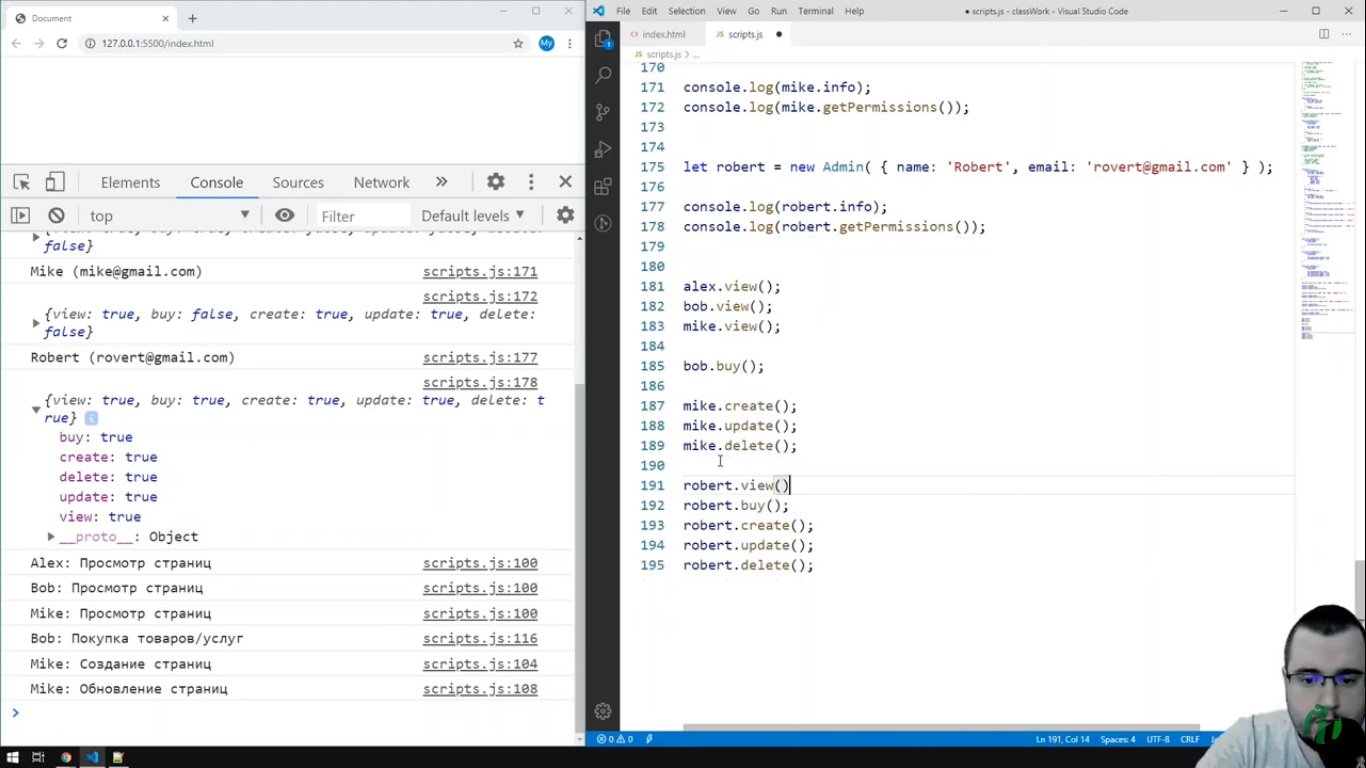 Document
127.0.0.1:5500/index.html
My
Elements Console Sources Network »
top Filter Default levels
false}
Mike (mike@gmail.com) scripts.js:171
scripts.js:172
{view: true, buy: false, create: true, update: true, delete:
false}
Robert (rovert@gmail.com) scripts.js:177
scripts.js:178
{view: true, buy: true, create: true, update: true, delete: t
rue} i
buy: true
create: true
delete: true
update: true
view: true
__proto__: Object
Alex: Просмотр страниц scripts.js:100
Bob: Просмотр страниц scripts.js:100
Mike: Просмотр страниц scripts.js:100
Bob: Покупка товаров/услуг scripts.js:116
Mike: Создание страниц scripts.js:104
Mike: Обновление страниц scripts.js:108
>
File Edit Selection View Go Run Terminal Help ● scripts.js - classWork - Visual Studio Code
<> index.html JS scripts.js ●
JS scripts.js > ...
1
170
171 console.log(mike.info);
172 console.log(mike.getPermissions());
173
174
175 let robert = new Admin( { name: 'Robert', email: 'rovert@gmail.com' } );
176
177 console.log(robert.info);
178 console.log(robert.getPermissions());
179
180
181 alex.view();
182 bob.view();
183 mike.view();
184
185 bob.buy();
186
187 mike.create();
188 mike.update();
189 mike.delete();
190
191 robert.view()
192 robert.buy();
193 robert.create();
194 robert.update();
195 robert.delete();
0 0 Ln 191, Col 14 Spaces: 4 UTF-8 CRLF